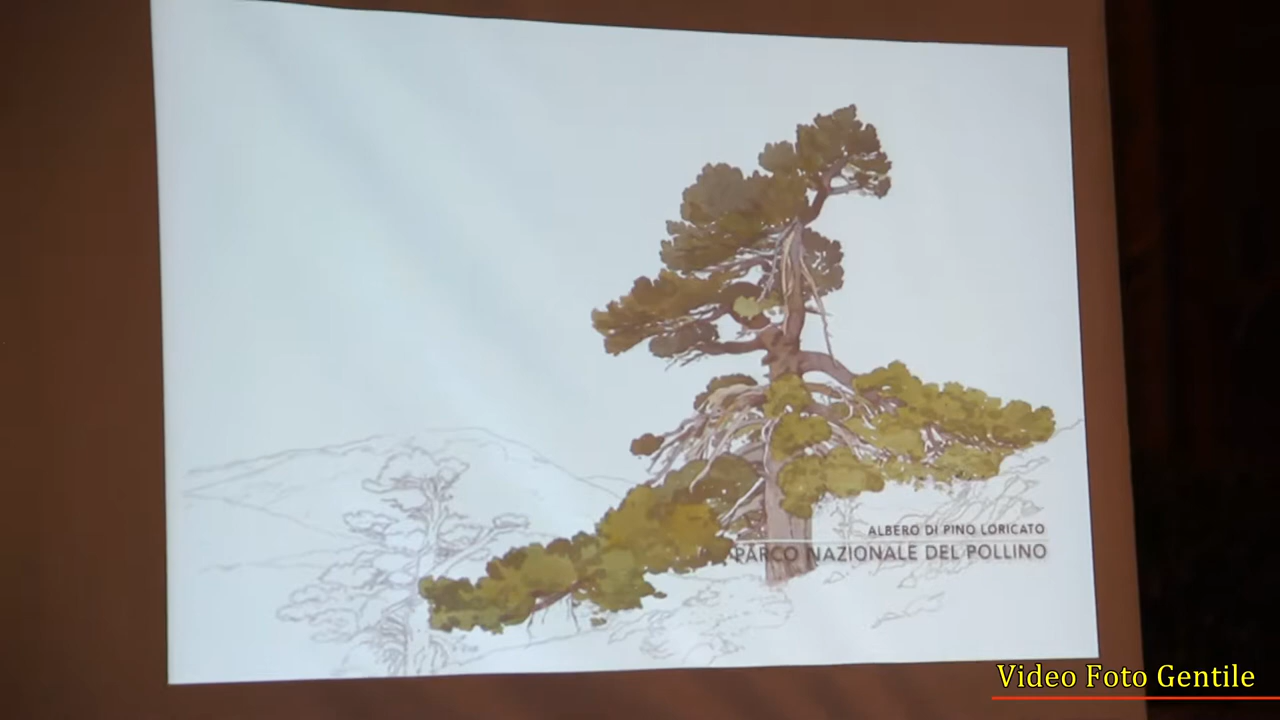 ALBERO DI PINO LORICATO
PARCO NAZIONALE DEL POLLINO
Video Foto Gentile